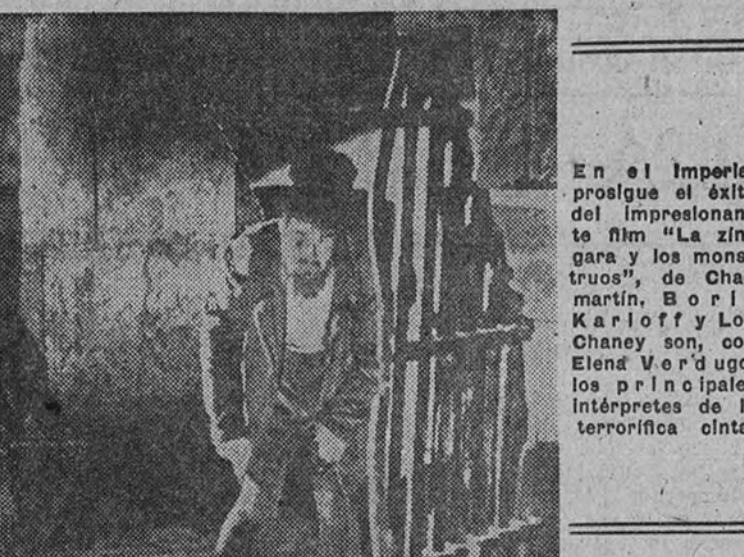 En el Imperia
prosigue el éxit
del impresionan
te film “La zín
gara y los mons
truos”, de Cha
martín, Bori
Karloff y Lo
Chaney son, co
Elena Verdugo
los principale
intérpretes de l
terrorífica cinta